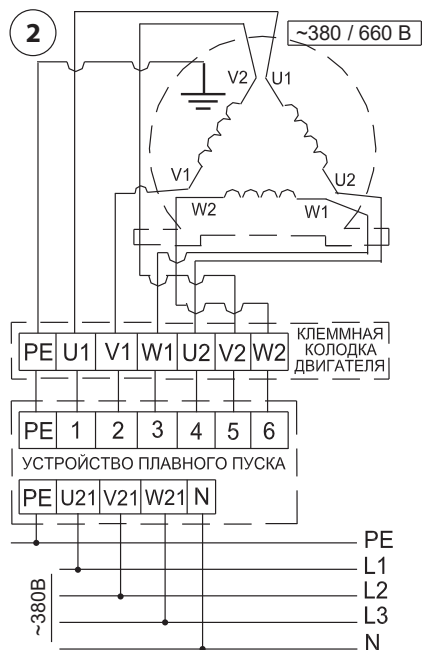 2
~380 / 660 В
V2 U1
V1
U2
W2
W1
КЛЕММНАЯ
КОЛОДКА
ДВИГАТЕЛЯ
PE U1 V1 W1 U2 V2 W2
PE 1 2 3 4 5 6
УСТРОЙСТВО ПЛАВНОГО ПУСКА
PE U21 V21 W21 N
PE
L1
L2
L3
N
~380В